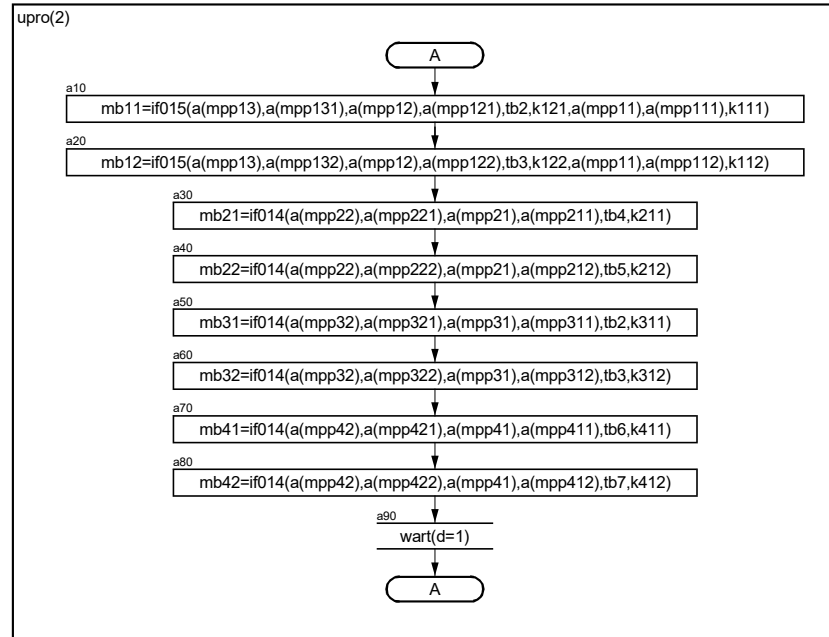 upro(2)
A
a10
mb11=if015(a(mpp13),a(mpp131),a(mpp12),a(mpp121),tb2,k121,a(mpp11),a(mpp111),k111)
a20
mb12=if015(a(mpp13),a(mpp132),a(mpp12),a(mpp122),tb3,k122,a(mpp11),a(mpp112),k112)
a30
mb21=if014(a(mpp22),a(mpp221),a(mpp21),a(mpp211),tb4,k211)
a40
mb22=if014(a(mpp22),a(mpp222),a(mpp21),a(mpp212),tb5,k212)
a50
mb31=if014(a(mpp32),a(mpp321),a(mpp31),a(mpp311),tb2,k311)
a60
mb32=if014(a(mpp32),a(mpp322),a(mpp31),a(mpp312),tb3,k312)
a70
mb41=if014(a(mpp42),a(mpp421),a(mpp41),a(mpp411),tb6,k411)
a80
mb42=if014(a(mpp42),a(mpp422),a(mpp41),a(mpp412),tb7,k412)
a90
wart(d=1)
A